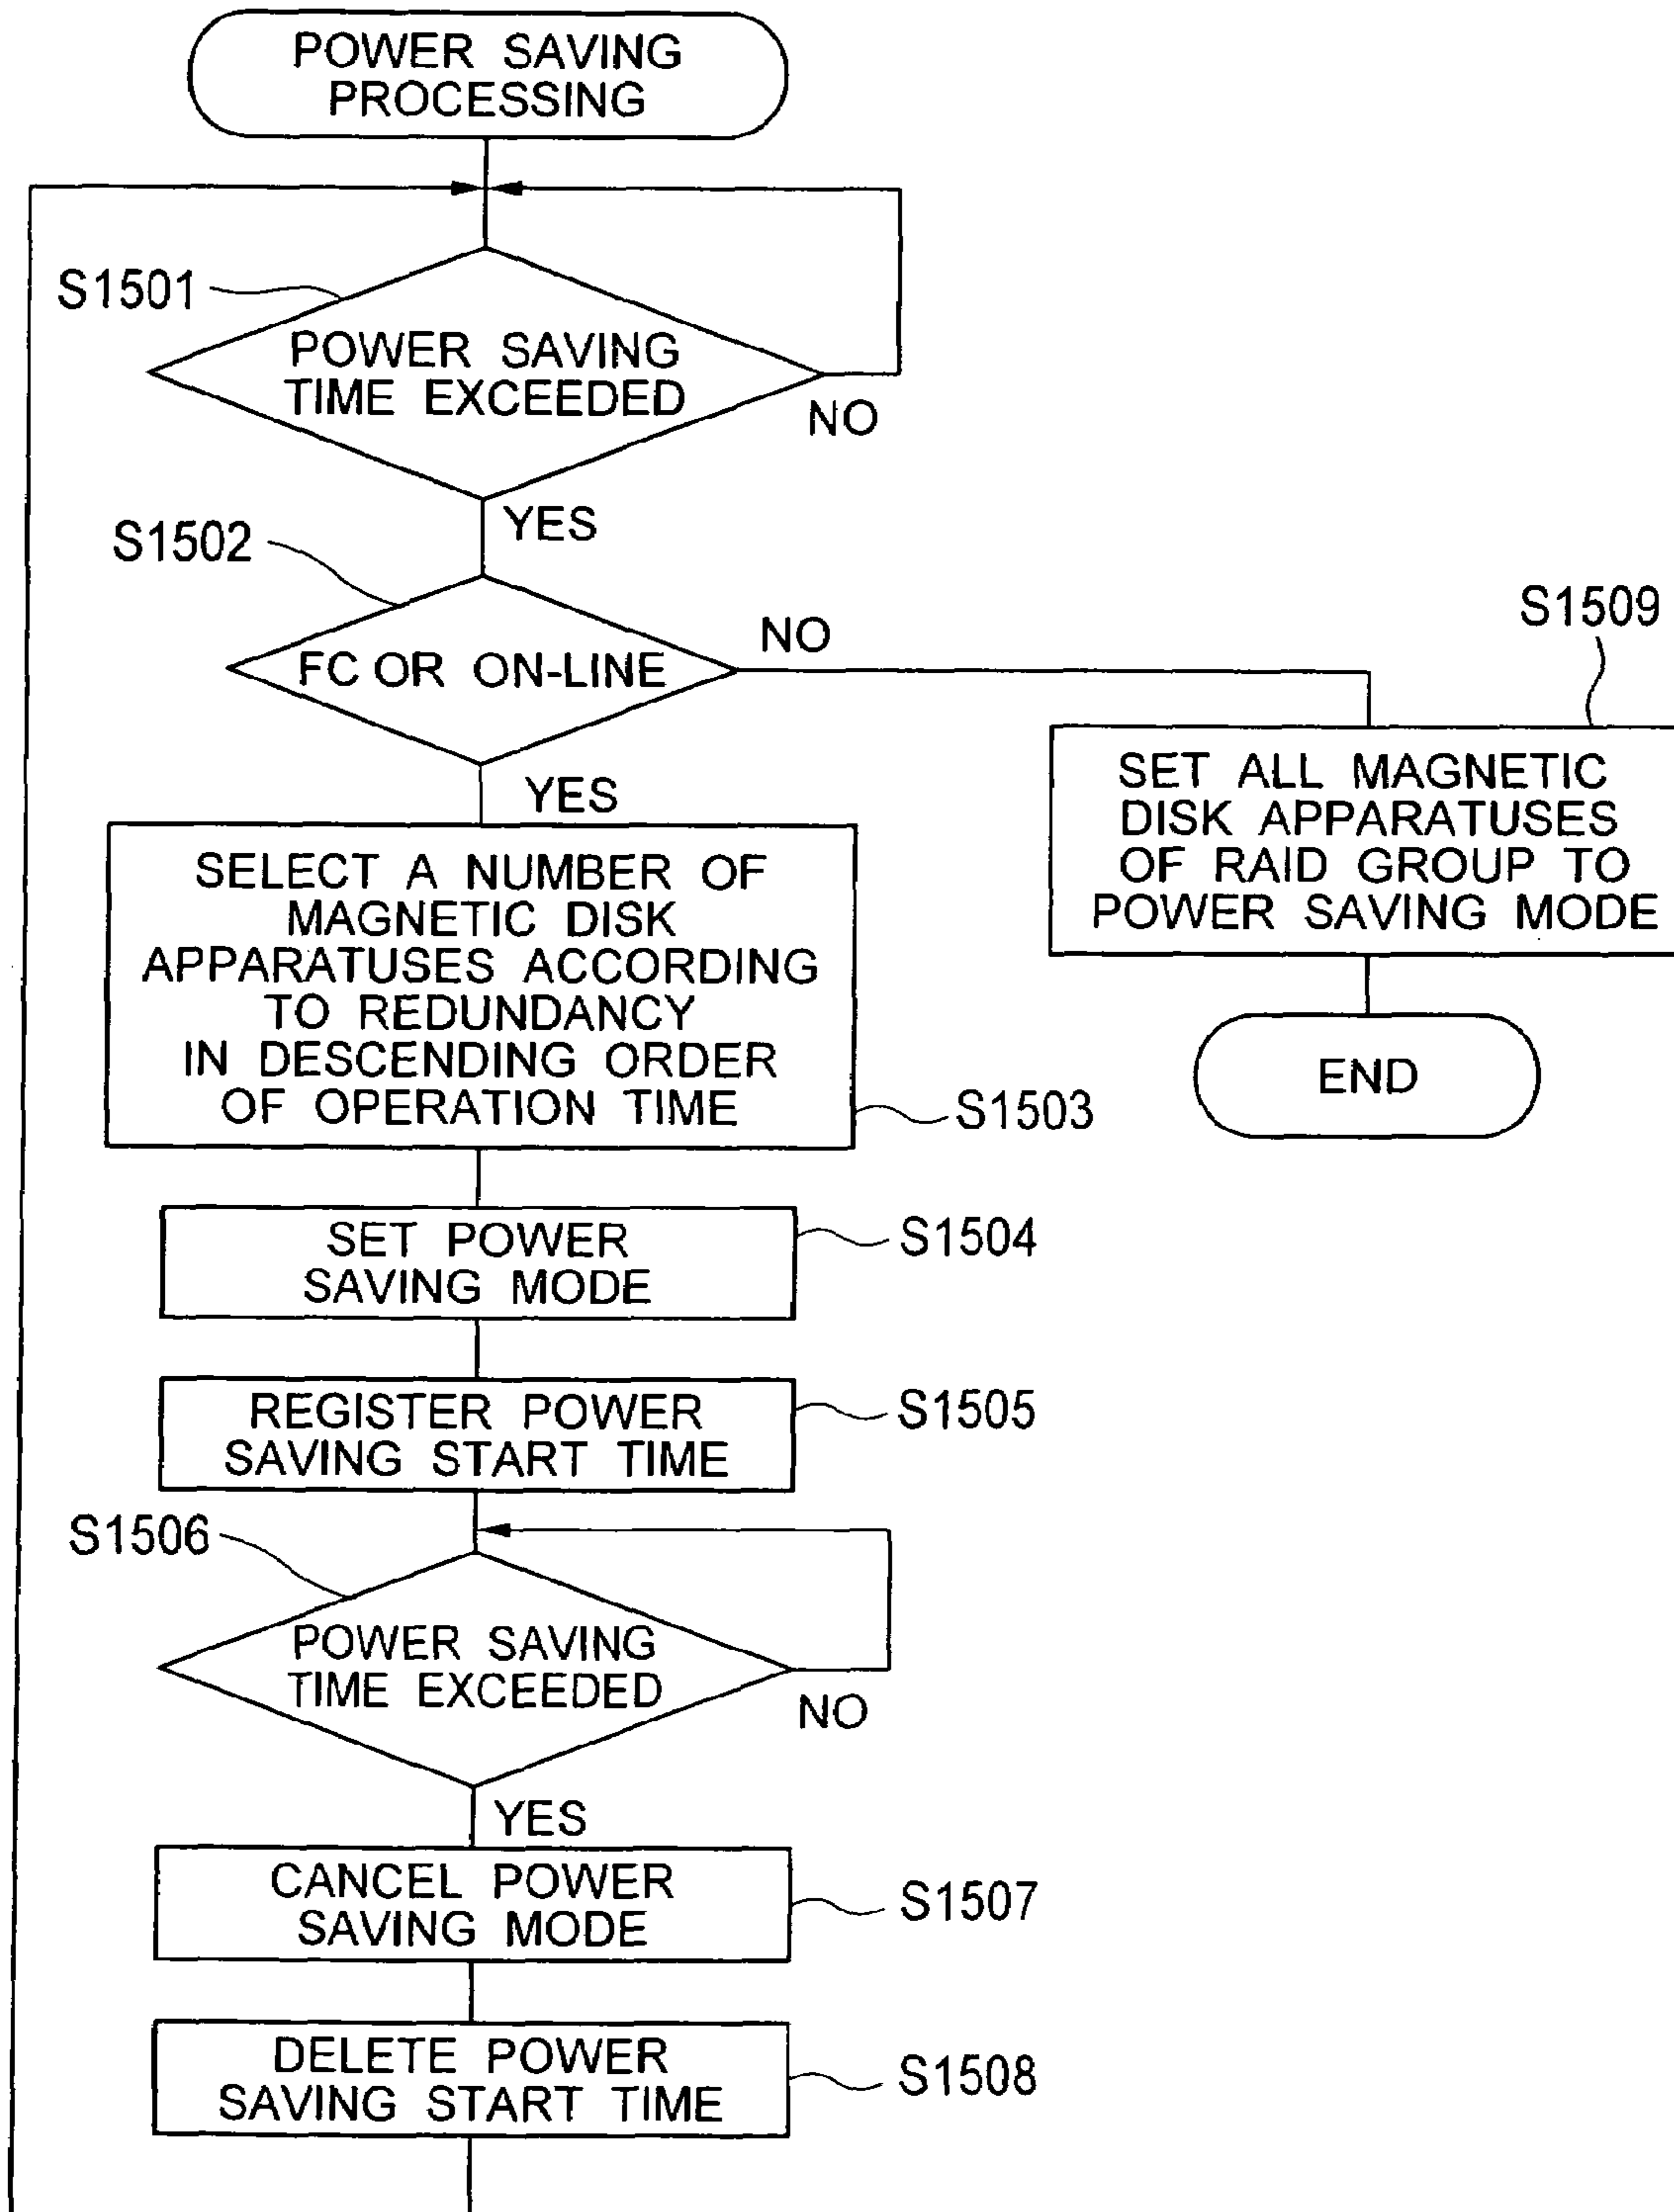 POWER SAVING
PROCESSING
S1501
POWER SAVING
TIME EXCEEDED
NO
YES
S1502
FC OR ON-LINE
NO
YES
S1509
SET ALL MAGNETIC
DISK APPARATUSES
OF RAID GROUP TO
POWER SAVING MODE
END
SELECT A NUMBER OF
MAGNETIC DISK
APPARATUSES ACCORDING
TO REDUNDANCY
IN DESCENDING ORDER
OF OPERATION TIME
S1503
SET POWER
SAVING MODE
S1504
REGISTER POWER
SAVING START TIME
S1505
S1506
POWER SAVING
TIME EXCEEDED
NO
YES
CANCEL POWER
SAVING MODE
S1507
DELETE POWER
SAVING START TIME
S1508